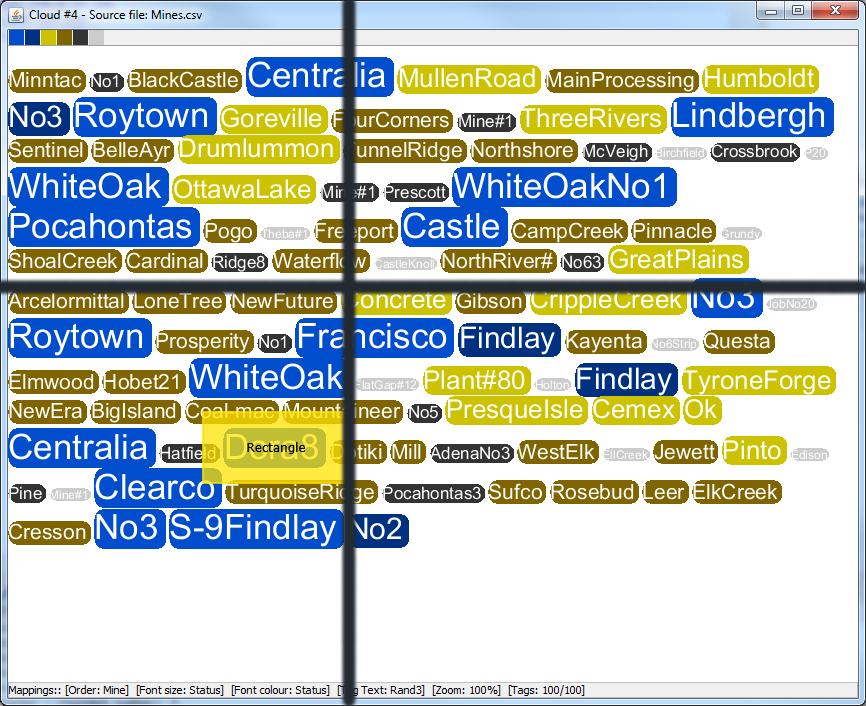 Cloud #4 - Source file: Mines.csv
Minntac No1 BlackCastle Centralia MullenRoad MainProcessing Humboldt
No3 Roytown Goreville FourCorners Mine#1 ThreeRivers Lindbergh
Sentinel BelleAyr Drumlummon TunnelRidge Northshore McVeigh Birchfield Crossbrook P20
WhiteOak OttawaLake Mine#1 Prescott WhiteOakNo1
Pocahontas Pogo Theba#1 Freeport Castle CampCreek Pinnacle Grundy
ShoalCreek Cardinal Ridge8 Waterflow CastleKnoll NorthRiver# No63 GreatPlains
Arcelormittal LoneTree NewFuture Concrete Gibson CrippleCreek No3 JobNo20
Roytown Prosperity No1 Francisco Findlay Kayenta No6Strip Questa
Elmwood Hobet21 WhiteOak FlatGap#12 Plant#80 Holton Findlay TyroneForge
NewEra BigIsland Coal-mac Mountaineer No5 PresqueIsle Cemex Ok
Centralia Hatfield Dora8 Rectangle Dotiki Mill AdenaNo3 WestElk EllCreek Jewett Pinto Edison
Pine Mine#1 Clearco TurquoiseRidge Pocahontas3 Sufco Rosebud Leer ElkCreek
Cresson No3 S-9Findlay No2
Mappings:: [Order: Mine] [Font size: Status] [Font colour: Status] [Tag Text: Rand3] [Zoom: 100%] [Tags: 100/100]